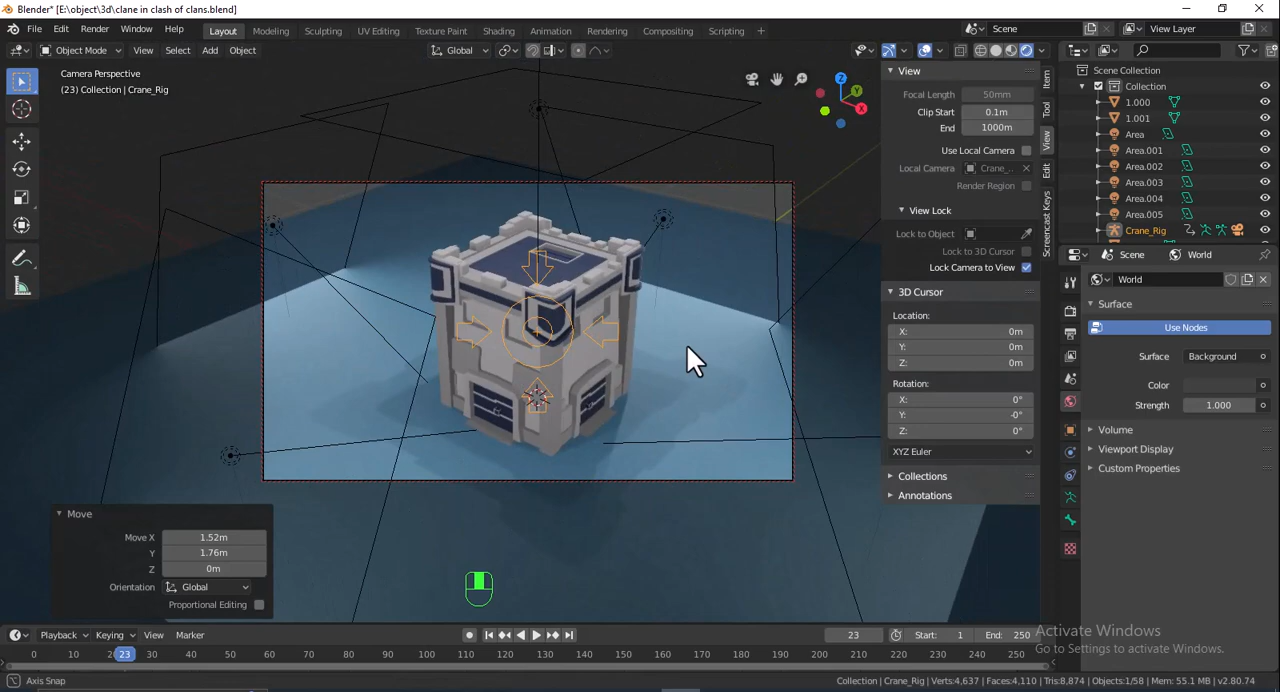 Blender* [E:\object\3d\clane in clash of clans.blend]
File Edit Render Window Help Layout Modeling Sculpting UV Editing Texture Paint Shading Animation Rendering Compositing Scripting + Scene View Layer
Object Mode View Select Add Object Global
Camera Perspective
(23) Collection | Crane_Rig
X
Y
Z
View
Focal Length 50mm
Clip Start 0.1m
End 1000m
Use Local Camera
Local Camera Crane_..
Render Region
View Lock
Lock to Object
Lock to 3D Cursor
Lock Camera to View
3D Cursor
Location:
X: 0m
Y: 0m
Z: 0m
Rotation:
X: 0°
Y: -0°
Z: 0°
XYZ Euler
Collections
Annotations
Item
Tool
View
Edit
Screencast Keys
Scene Collection
Collection
1.000
1.001
Area
Area.001
Area.002
Area.003
Area.004
Area.005
Crane_Rig
Scene World
World
Surface
Use Nodes
Surface Background
Color
Strength 1.000
Volume
Viewport Display
Custom Properties
Move
Move X 1.52m
Y 1.76m
Z 0m
Orientation Global
Proportional Editing
Playback Keying View Marker 23 Start: 1 End: 250
0 10 23 30 40 50 60 70 80 90 100 110 120 130 140 150 160 170 180 190 200 210 220 230 240 250
Activate Windows
Go to Settings to activate Windows.
Axis Snap
Collection | Crane_Rig | Verts:4,637 | Faces:4,110 | Tris:8,874 | Objects:1/58 | Mem: 55.1 MB | v2.80.74